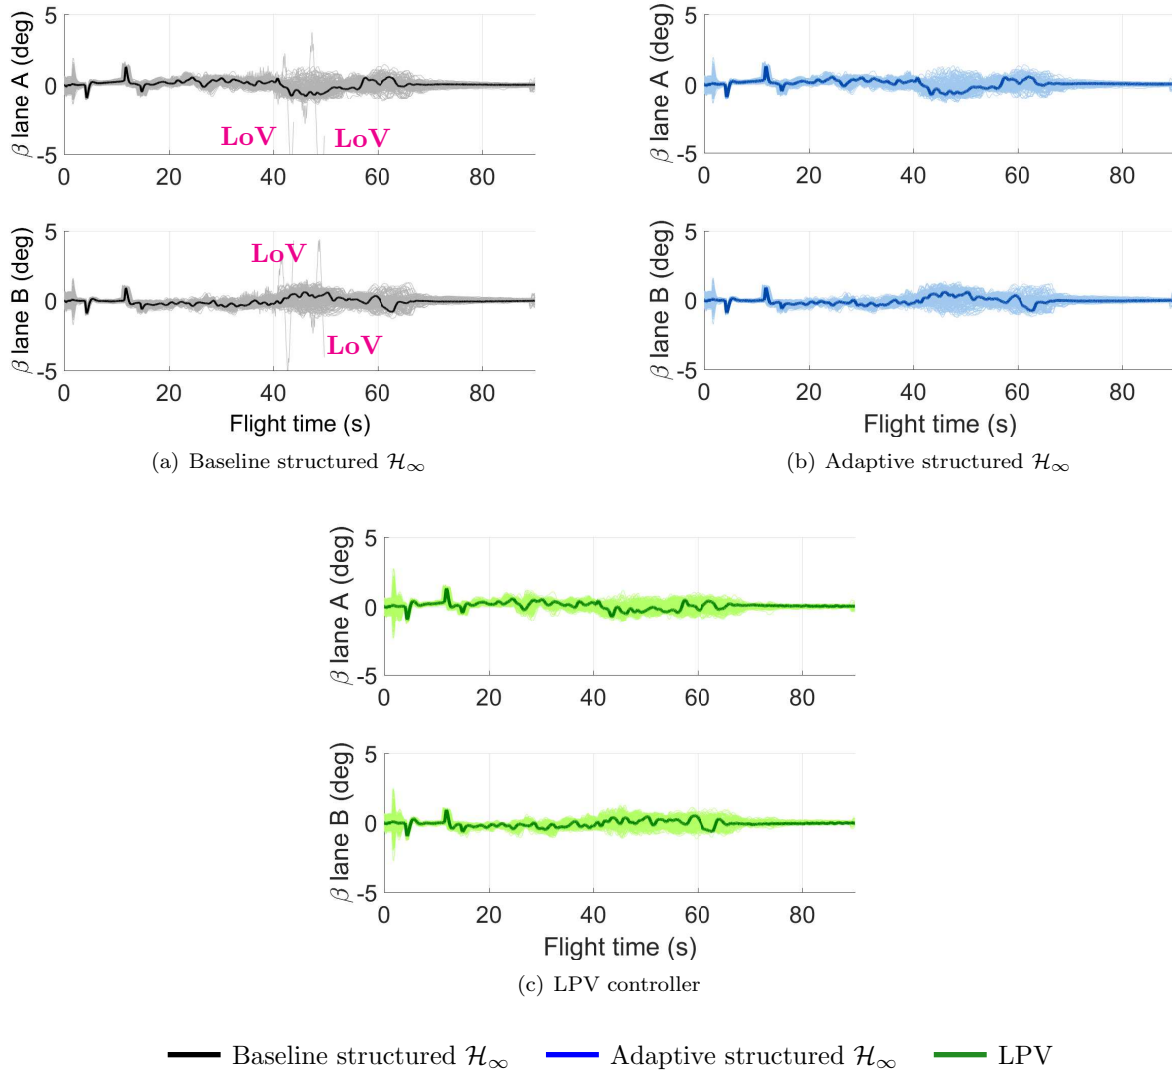 β lane A (deg)
5
0
-5
LoV LoV
0 20 40 60 80
β lane B (deg)
5
0
-5
LoV
LoV
0 20 40 60 80
Flight time (s)
(a) Baseline structured ℋ∞
β lane A (deg)
5
0
-5
0 20 40 60 80
β lane B (deg)
5
0
-5
0 20 40 60 80
Flight time (s)
(b) Adaptive structured ℋ∞
β lane A (deg)
5
0
-5
0 20 40 60 80
β lane B (deg)
5
0
-5
0 20 40 60 80
Flight time (s)
(c) LPV controller
Baseline structured ℋ∞ Adaptive structured ℋ∞ LPV